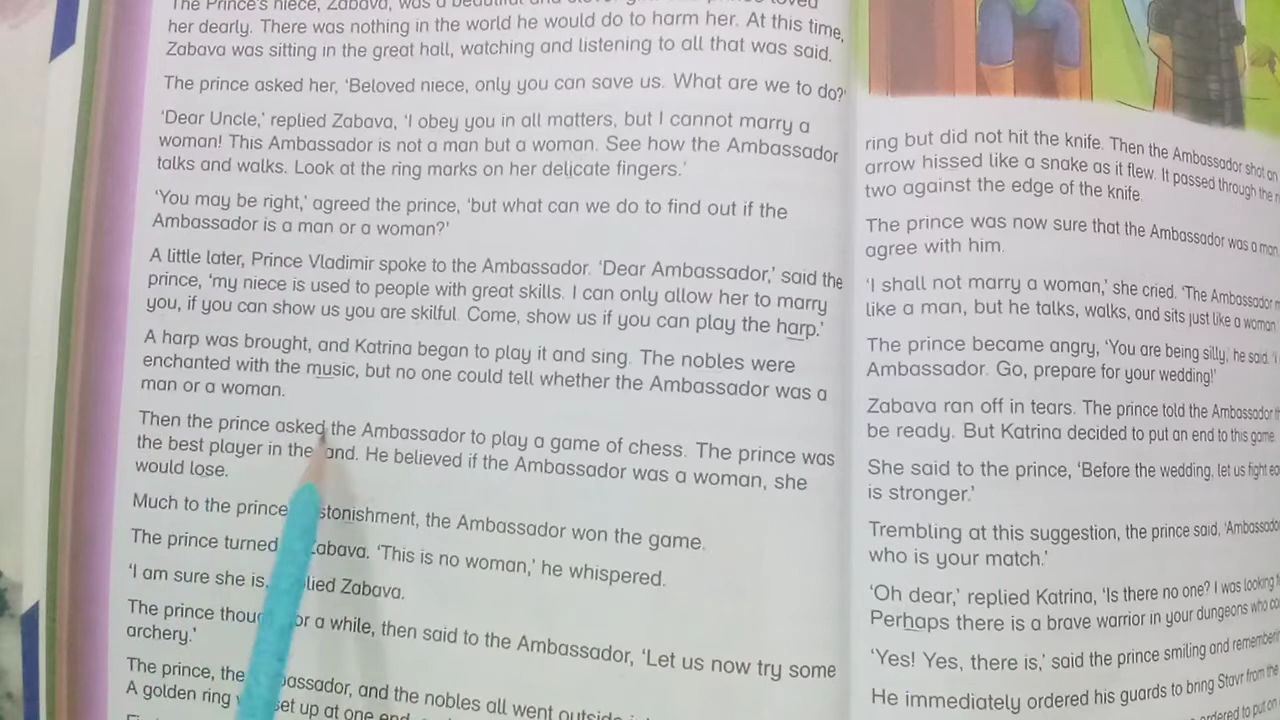 The Prince's niece, Zabava, was a beautiful and
her dearly. There was nothing in the world he would do to harm her. At this time,
Zabava was sitting in the great hall, watching and listening to all that was said.
The prince asked her, 'Beloved niece, only you can save us. What are we to do?'
'Dear Uncle,' replied Zabava, 'I obey you in all matters, but I cannot marry a
woman! This Ambassador is not a man but a woman. See how the Ambassador
talks and walks. Look at the ring marks on her delicate fingers.'
'You may be right,' agreed the prince, 'but what can we do to find out if the
Ambassador is a man or a woman?'
A little later, Prince Vladimir spoke to the Ambassador. 'Dear Ambassador,' said the
prince, 'my niece is used to people with great skills. I can only allow her to marry
you, if you can show us you are skilful. Come, show us if you can play the harp.'
A harp was brought, and Katrina began to play it and sing. The nobles were
enchanted with the music, but no one could tell whether the Ambassador was a
man or a woman.
Then the prince asked the Ambassador to play a game of chess. The prince was
the best player in the and. He believed if the Ambassador was a woman, she
would lose.
Much to the prince stonishment, the Ambassador won the game.
The prince turned Zabava. 'This is no woman,' he whispered.
'I am sure she is, lied Zabava.
The prince thoug or a while, then said to the Ambassador, 'Let us now try some
archery.'
The prince, the bassador, and the nobles all went outside
A golden ring set up at one end
ring but did not hit the knife. Then the Ambassador shot an
arrow hissed like a snake as it flew. It passed through the
two against the edge of the knife.
The prince was now sure that the Ambassador was a man
agree with him.
'I shall not marry a woman,' she cried. 'The Ambassador
like a man, but he talks, walks, and sits just like a woman
The prince became angry, 'You are being silly,' he said.
Ambassador. Go, prepare for your wedding!'
Zabava ran off in tears. The prince told the Ambassador
be ready. But Katrina decided to put an end to this game
She said to the prince, 'Before the wedding, let us fight
is stronger.'
Trembling at this suggestion, the prince said, 'Ambassado
who is your match.'
'Oh dear,' replied Katrina, 'Is there no one? I was looking
Perhaps there is a brave warrior in your dungeons who
'Yes! Yes, there is,' said the prince smiling and remember
He immediately ordered his guards to bring Stavr from the
ordered to put on